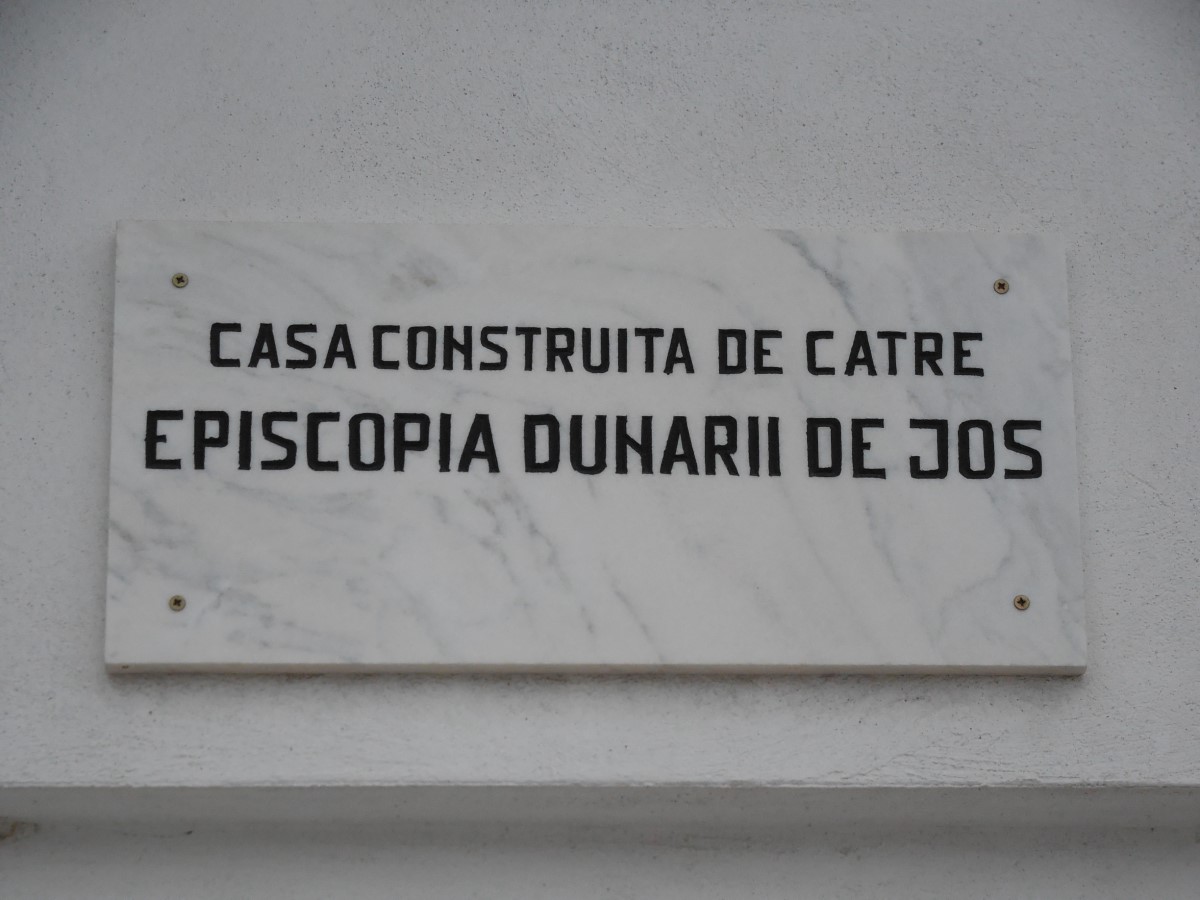 CASA CONSTRUITA DE CATRE
EPISCOPIA DUNARII DE JOS